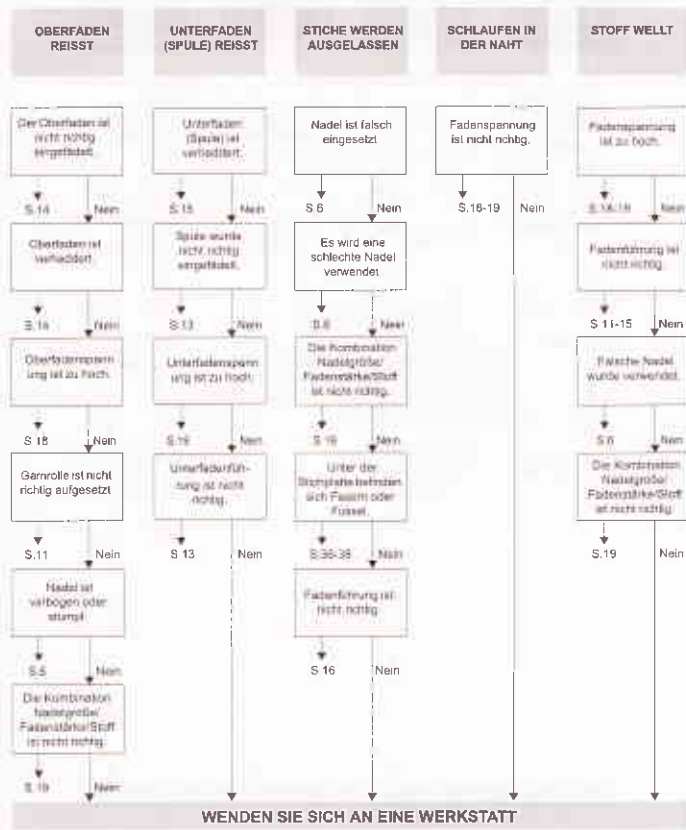 OBERFADEN
REISST
UNTERFADEN
(SPULE) REISST
STICHE WERDEN
AUSGELASSEN
SCHLAUFEN IN
DER NAHT
STOFF WELLT
Der Oberfaden ist
nicht richtig
eingefädelt.
S.14 Nein
Oberfaden ist
verheddert
S.14 Nein
Oberfadenspann
ung ist zu hoch.
S 18 Nein
Garnrolle ist nicht
richtig aufgesetzt
S.11 Nein
Nadel ist
verbogen oder
stumpf
S.5 Nein
Die Kombination
Nadelgröße/
Fadenstärke/Stoff
ist nicht richtig.
S.19 Nein
Unterfaden
(Spule) ist
verheddert.
S.15 Nein
Spule wurde
nicht richtig
eingefädelt.
S.13 Nein
Unterfadenspann
ung ist zu hoch.
Nein
Unterfadenfüh-
rung ist nicht
richtig.
S.13 Nein
Nadel ist falsch
eingesetzt
S 6 Nein
Es wird eine
schlechte Nadel
verwendet
Nein
Die Kombination
Nadelgröße/
Fadenstärke/Stoff
ist nicht richtig.
S.19 Nein
Unter der
Stichplatte befinden
sich Fasern oder
Fussel.
S.36-38 Nein
Fadenführung ist
nicht richtig
S 16 Nein
Fadenspannung
ist nicht richtig.
S.18-19 Nein
Fadenspannung
ist zu hoch.
Nein
Fadenführung ist
nicht richtig.
S 11-15 Nein
Falsche Nadel
wurde verwendet.
S.6 Nein
Die Kombination
Nadelgröße/
Fadenstärke/Stoff
ist nicht richtig
S.19 Nein
WENDEN SIE SICH AN EINE WERKSTATT